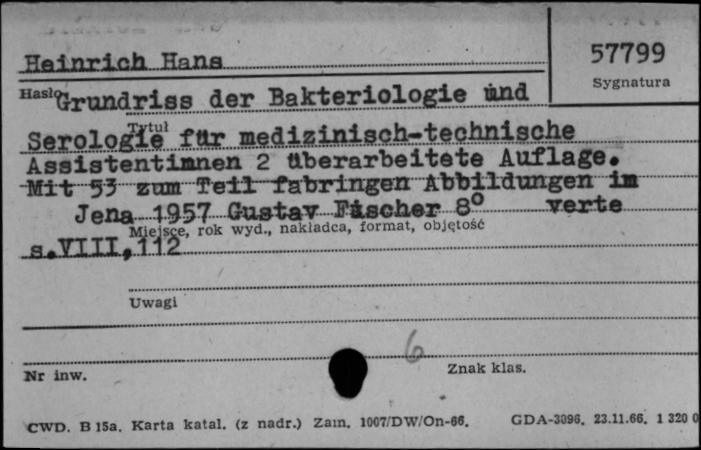 Heinrich Hans
57799
Sygnatura
Hasło
Grundriss der Bakteriologie und
Tytuł
Serologie für medizinisch-technische
Assistentinnen 2 überarbeitete Auflage.
Mit 53 zum Teil fabringen Abbildungen im
Jena 1957 Gustav Fischer 8° verte
Miejsce, rok wyd., nakładca, format, objętość
s.VIII,112
Uwagi
6
Nr inw.
Znak klas.
CWD. B 15a. Karta katal. (z nadr.) Zam. 1007/DW/On-66. GDA-3096. 23.11.66. 1 320 0